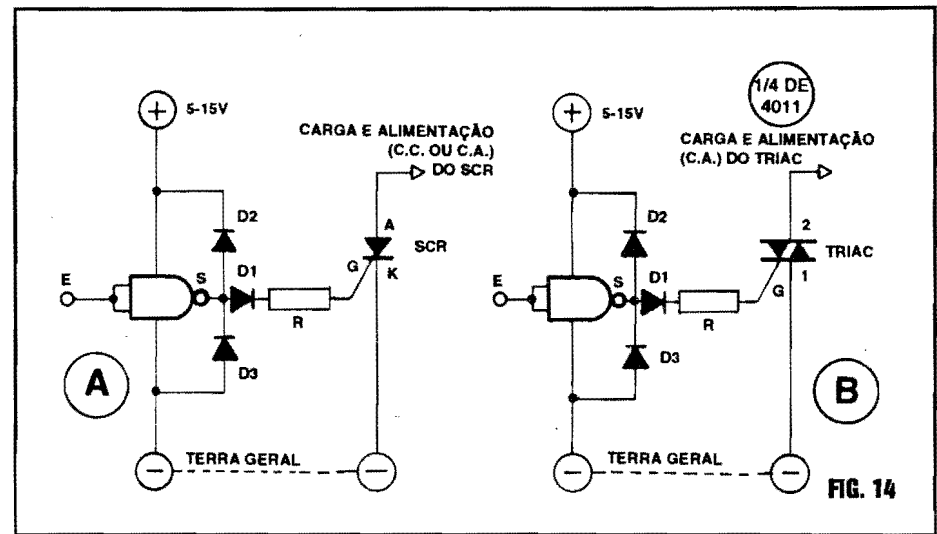 5-15V
CARGA E ALIMENTAÇÃO
(C.C. OU C.A.)
DO SCR
D2
A
SCR
G
K
E
S
D1
R
D3
A
TERRA GERAL
1/4 DE
4011
5-15V
CARGA E ALIMENTAÇÃO
(C.A.) DO TRIAC
D2
2
TRIAC
1
G
E
S
D1
R
D3
B
TERRA GERAL
FIG. 14